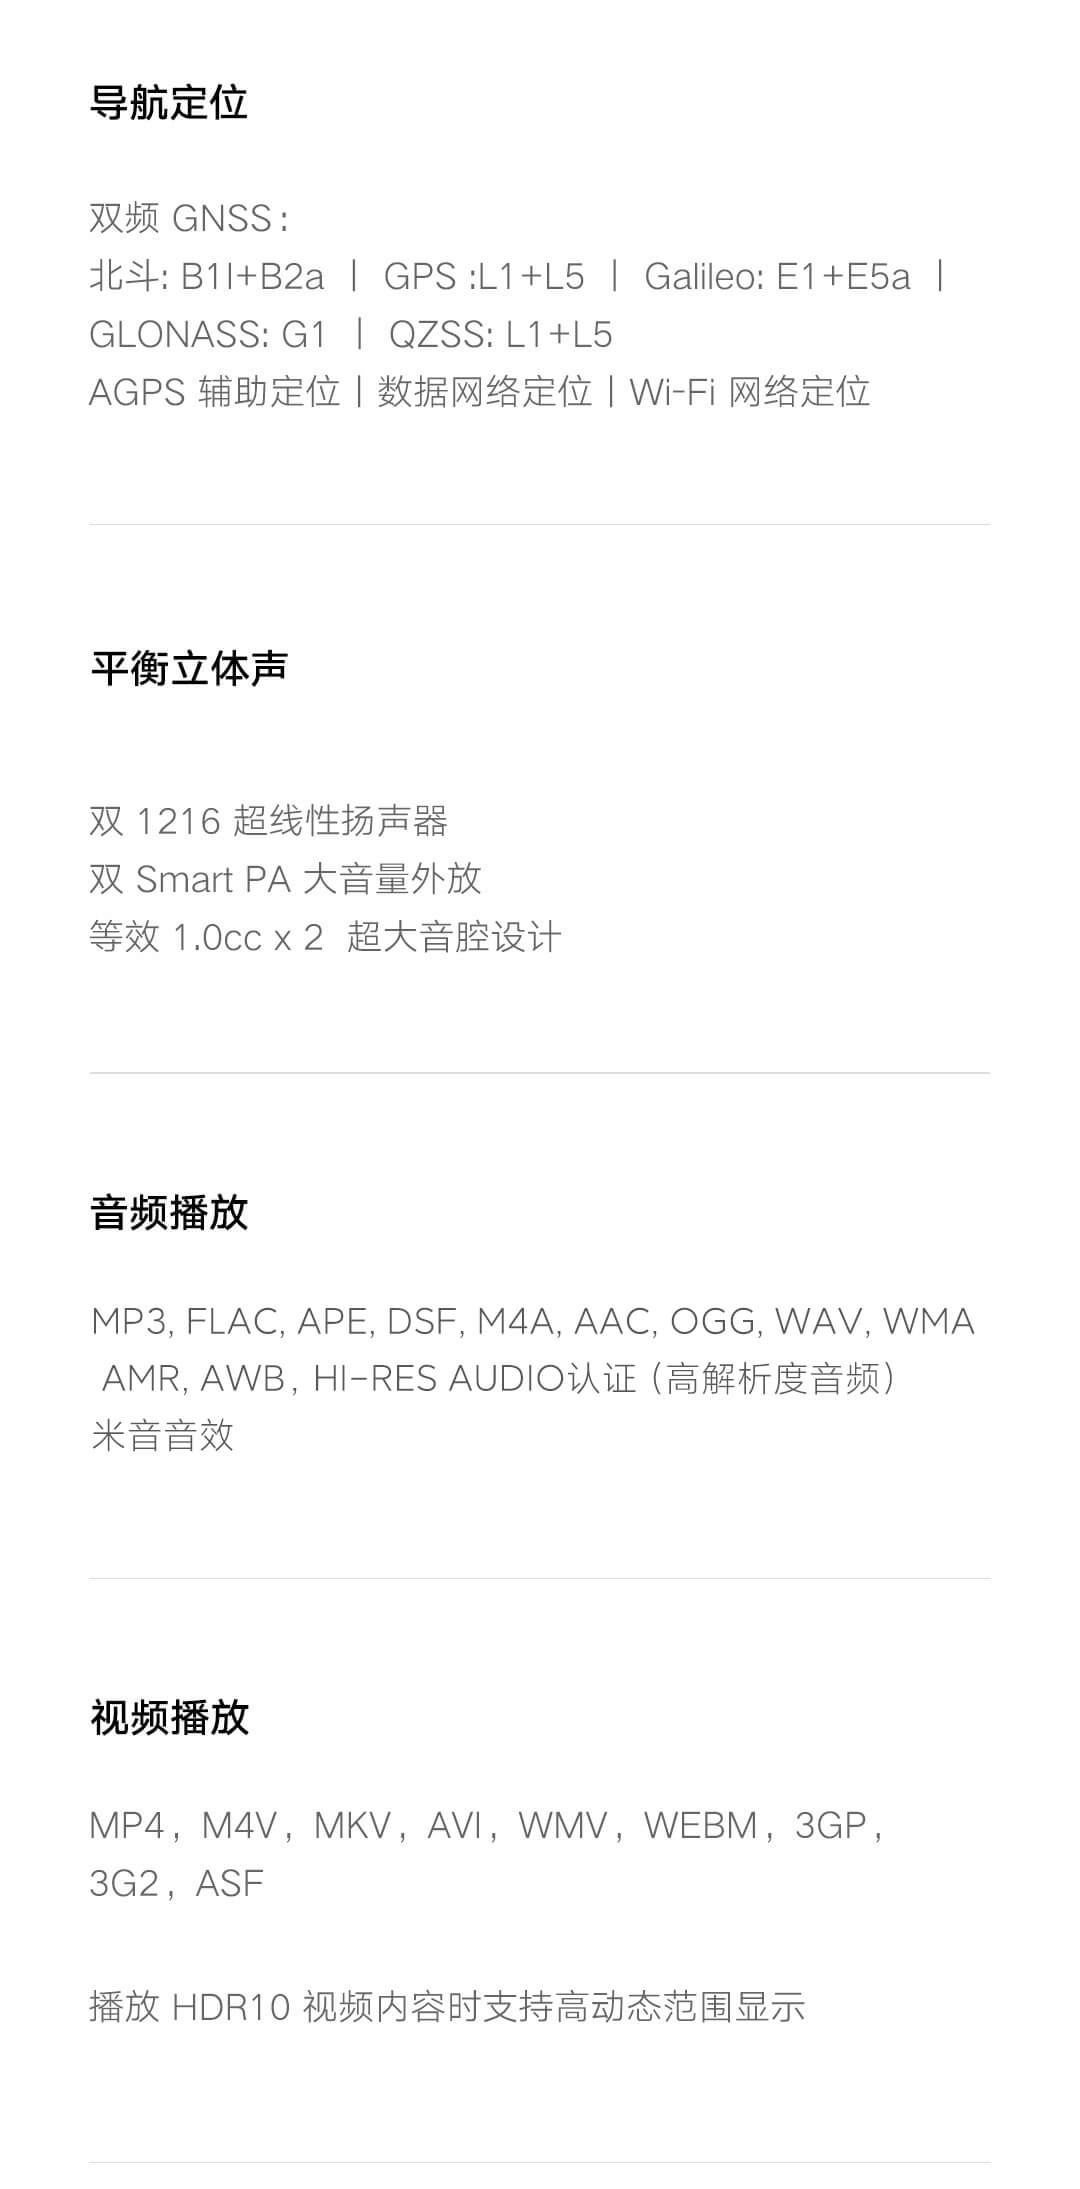 导航定位
双频 GNSS：
北斗: B1I+B2a ｜ GPS :L1+L5 ｜ Galileo: E1+E5a ｜
GLONASS: G1 ｜ QZSS: L1+L5
AGPS 辅助定位 | 数据网络定位 | Wi-Fi 网络定位
平衡立体声
双 1216 超线性扬声器
双 Smart PA 大音量外放
等效 1.0cc x 2 超大音腔设计
音频播放
MP3, FLAC, APE, DSF, M4A, AAC, OGG, WAV, WMA
AMR, AWB，HI-RES AUDIO认证（高解析度音频）
米音音效
视频播放
MP4，M4V，MKV，AVI，WMV，WEBM，3GP，
3G2，ASF
播放 HDR10 视频内容时支持高动态范围显示